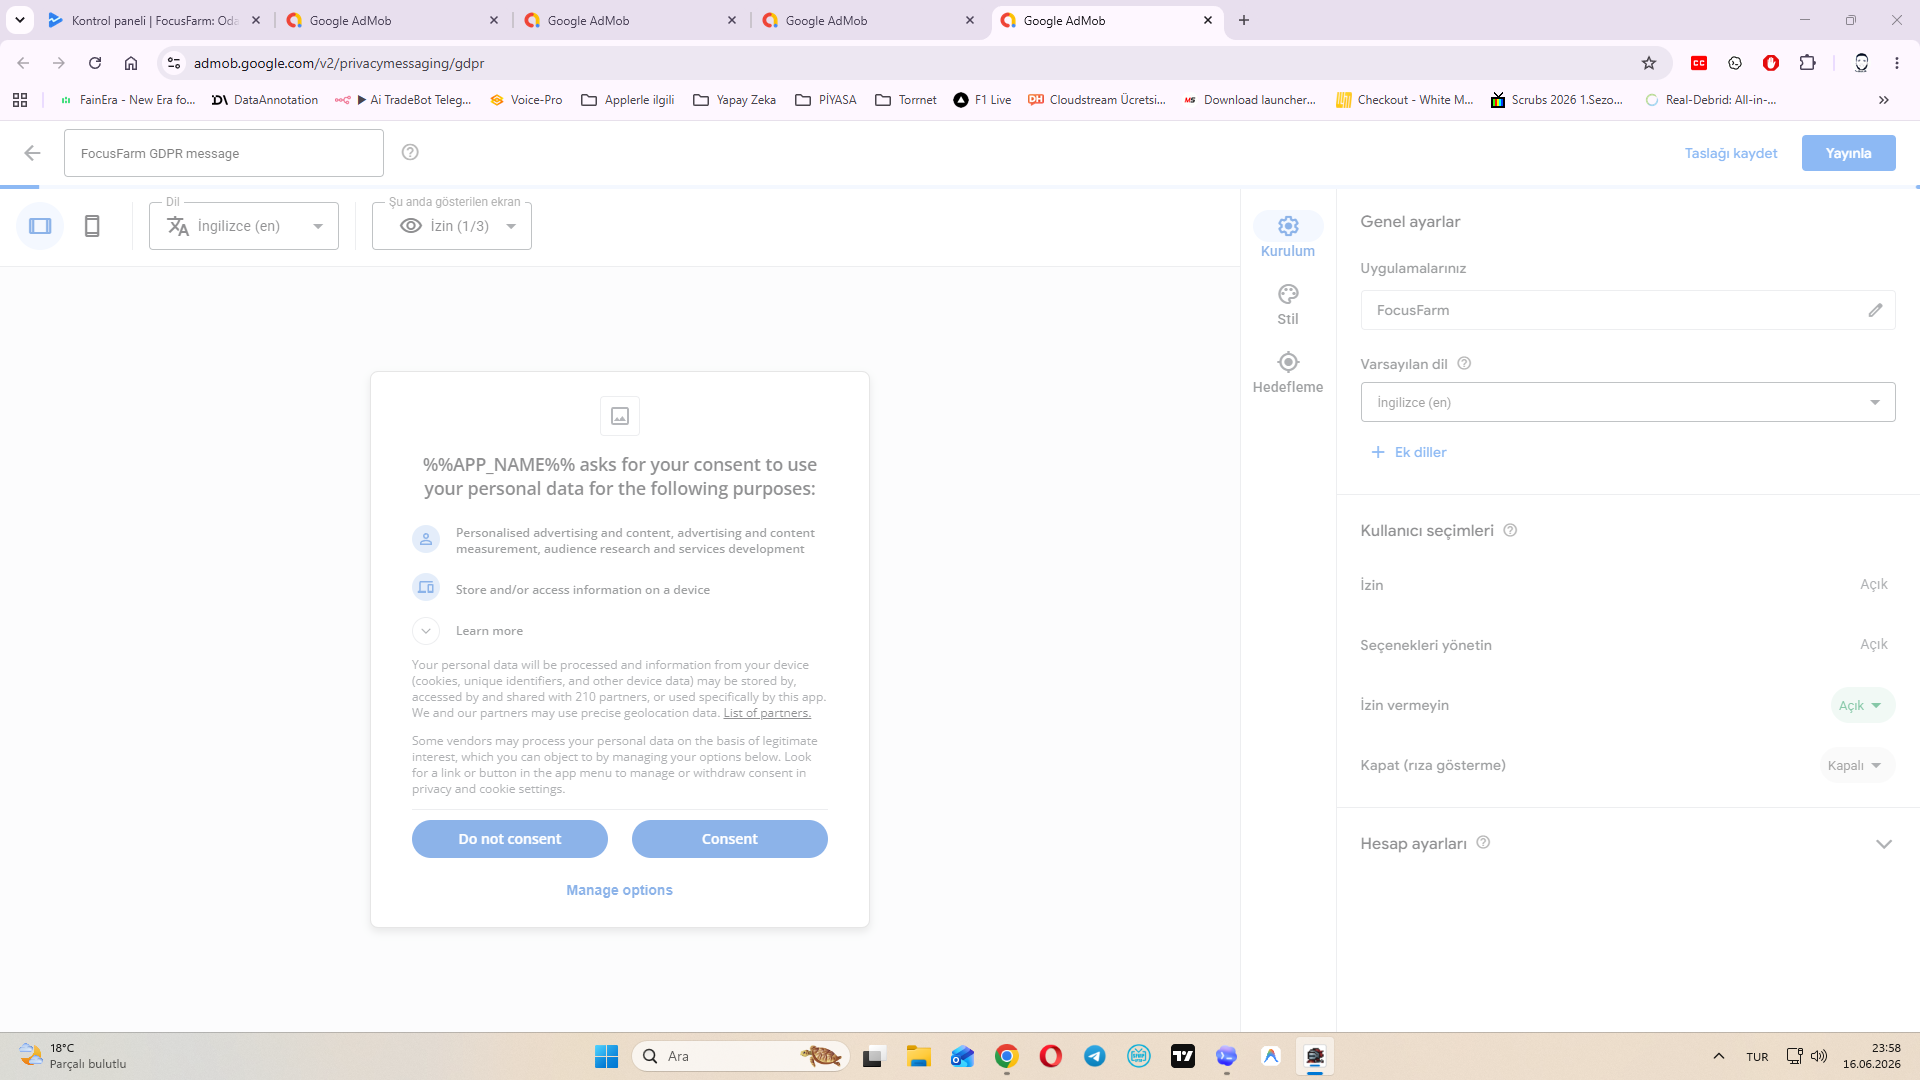 Kontrol paneli | FocusFarm: Oda
Google AdMob
Google AdMob
Google AdMob
Google AdMob
admob.google.com/v2/privacymessaging/gdpr
FainEra - New Era fo...
DataAnnotation
Ai TradeBot Teleg...
Voice-Pro
Applerle ilgili
Yapay Zeka
PİYASA
Torrnet
F1 Live
Cloudstream Ücretsi...
Download launcher...
Checkout - White M...
Scrubs 2026 1.Sezo...
Real-Debrid: All-in-...
FocusFarm GDPR message
Taslağı kaydet
Yayınla
Dil
İngilizce (en)
Şu anda gösterilen ekran
İzin (1/3)
Kurulum
Stil
Hedefleme
Genel ayarlar
Uygulamalarınız
FocusFarm
Varsayılan dil
İngilizce (en)
Ek diller
Kullanıcı seçimleri
İzin
Açık
Seçenekleri yönetin
Açık
İzin vermeyin
Açık
Kapat (rıza gösterme)
Kapalı
Hesap ayarları
%%APP_NAME%% asks for your consent to use
your personal data for the following purposes:
Personalised advertising and content, advertising and content
measurement, audience research and services development
Store and/or access information on a device
Learn more
Your personal data will be processed and information from your device
(cookies, unique identifiers, and other device data) may be stored by,
accessed by and shared with 210 partners, or used specifically by this app.
We and our partners may use precise geolocation data. List of partners.
Some vendors may process your personal data on the basis of legitimate
interest, which you can object to by managing your options below. Look
for a link or button in the app menu to manage or withdraw consent in
privacy and cookie settings.
Do not consent
Consent
Manage options
18°C
Parçalı bulutlu
Ara
TUR
23:58
16.06.2026